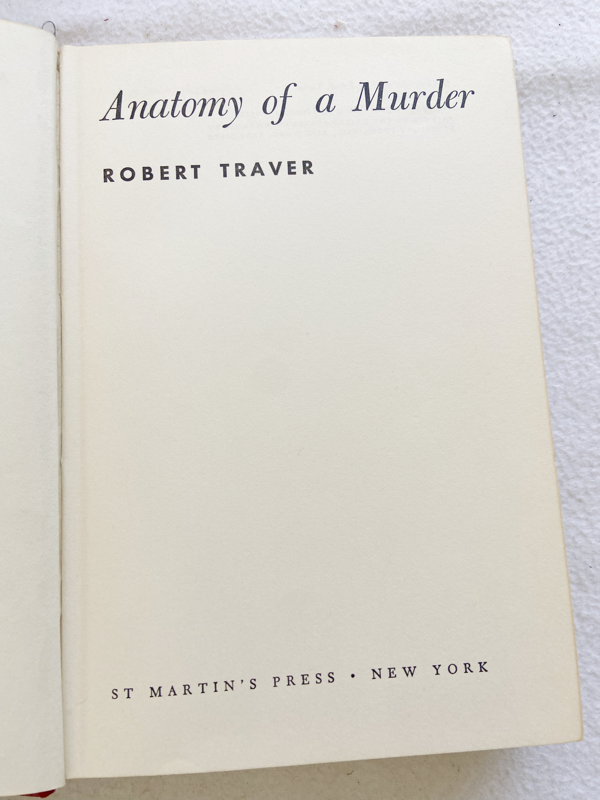 Anatomy of a Murder
ROBERT TRAVER
ST MARTIN'S PRESS • NEW YORK